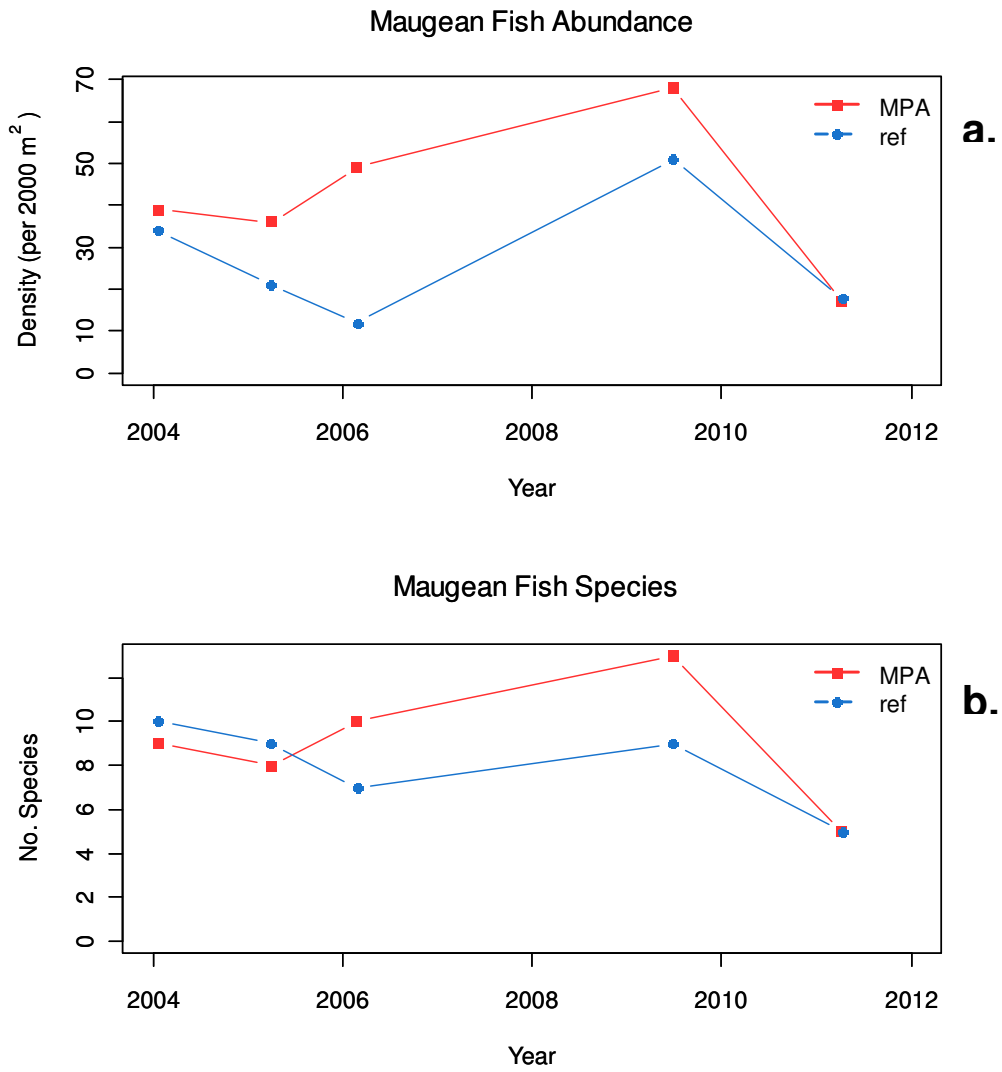 Maugean Fish Abundance
Density (per 2000 m²)
70
50
30
10
0
MPA
ref
a.
2004 2006 2008 2010 2012
Year
Maugean Fish Species
No. Species
10
8
6
4
2
0
MPA
ref
b.
2004 2006 2008 2010 2012
Year